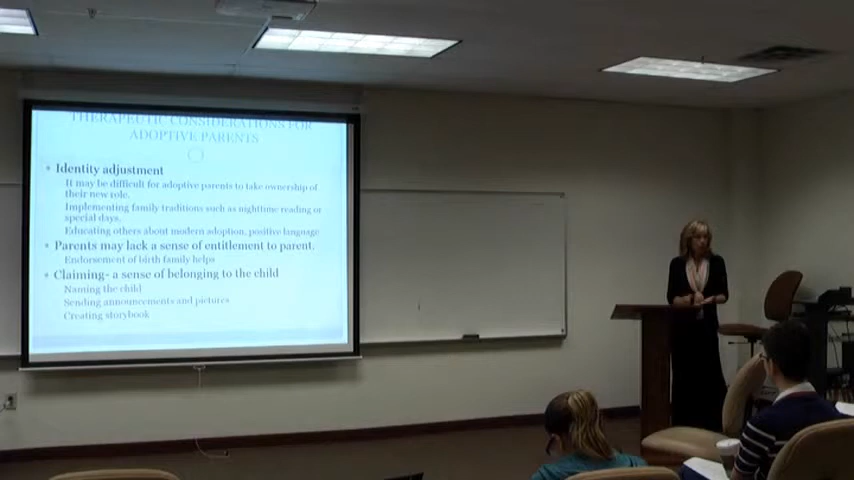 THERAPEUTIC CONSIDERATIONS FOR
ADOPTIVE PARENTS
• Identity adjustment
It may be difficult for adoptive parents to take ownership of
their new role.
Implementing family traditions such as nighttime reading or
special days.
Educating others about modern adoption, positive language
• Parents may lack a sense of entitlement to parent.
Endorsement of birth family helps
• Claiming- a sense of belonging to the child
Naming the child
Sending announcements and pictures
Creating storybook